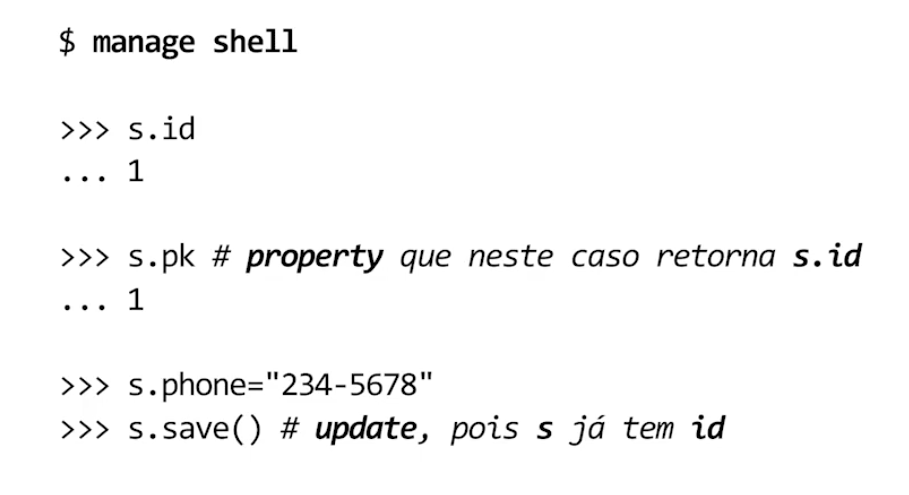 $ manage shell
>>> s.id
... 1
>>> s.pk # property que neste caso retorna s.id
... 1
>>> s.phone="234-5678"
>>> s.save() # update, pois s já tem id